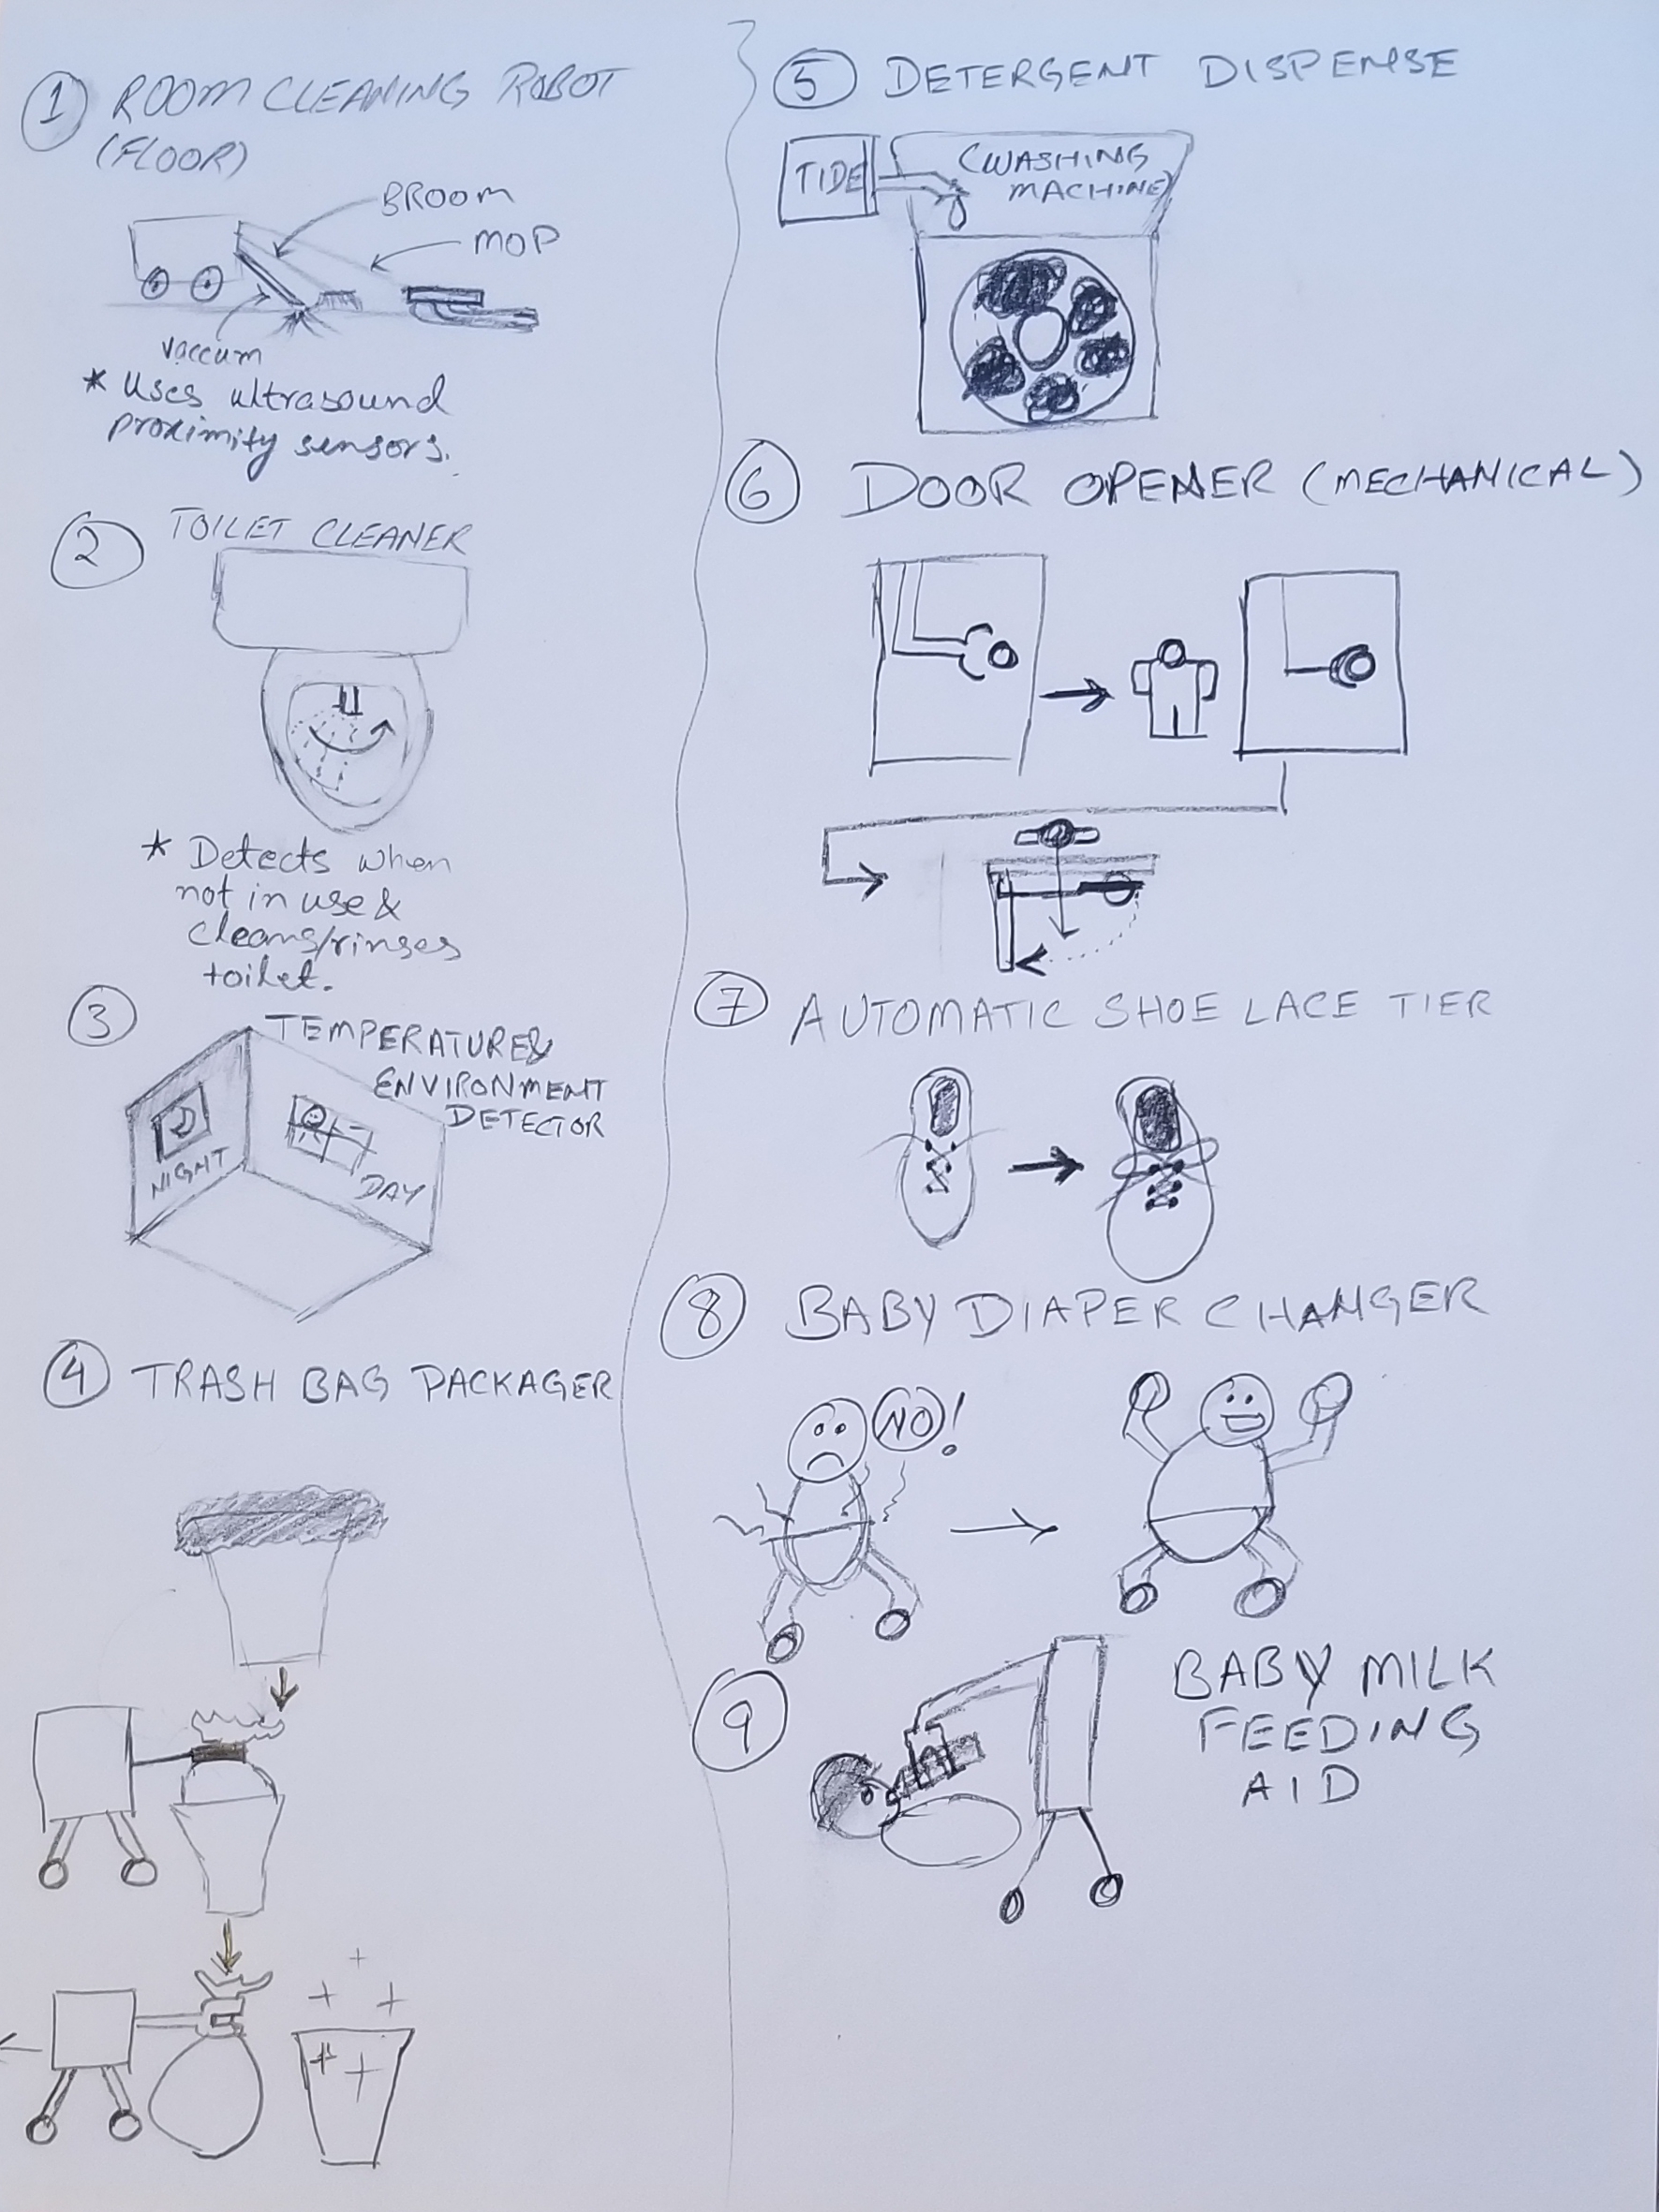 1 ROOM CLEANING ROBOT
(FLOOR)
BROOM
MOP
vaccum
* Uses ultrasound
proximity sensors.
2 TOILET CLEANER
* Detects when
not in use &
cleans/rinses
toilet.
3 TEMPERATURE &
ENVIRONMENT
DETECTOR
NIGHT
DAY
4 TRASH BAG PACKAGER
5 DETERGENT DISPENSE
TIDE
(WASHING
MACHINE)
6 DOOR OPENER (MECHANICAL)
7 AUTOMATIC SHOE LACE TIER
8 BABY DIAPER CHANGER
NO!
9 BABY MILK
FEEDING
AID